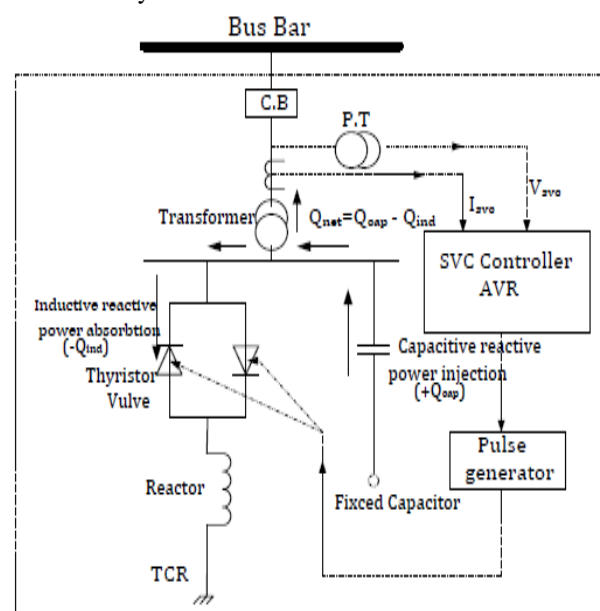 Bus Bar
C.B
P.T
Transformer
Qnet=Qcap - Qind
Isvc
Vsvc
SVC Controller
AVR
Inductive reactive
power absorbtion
(-Qind)
Thyristor
Vulve
Capacitive reactive
power injection
(+Qcap)
Pulse
generator
Reactor
Fixced Capacitor
TCR